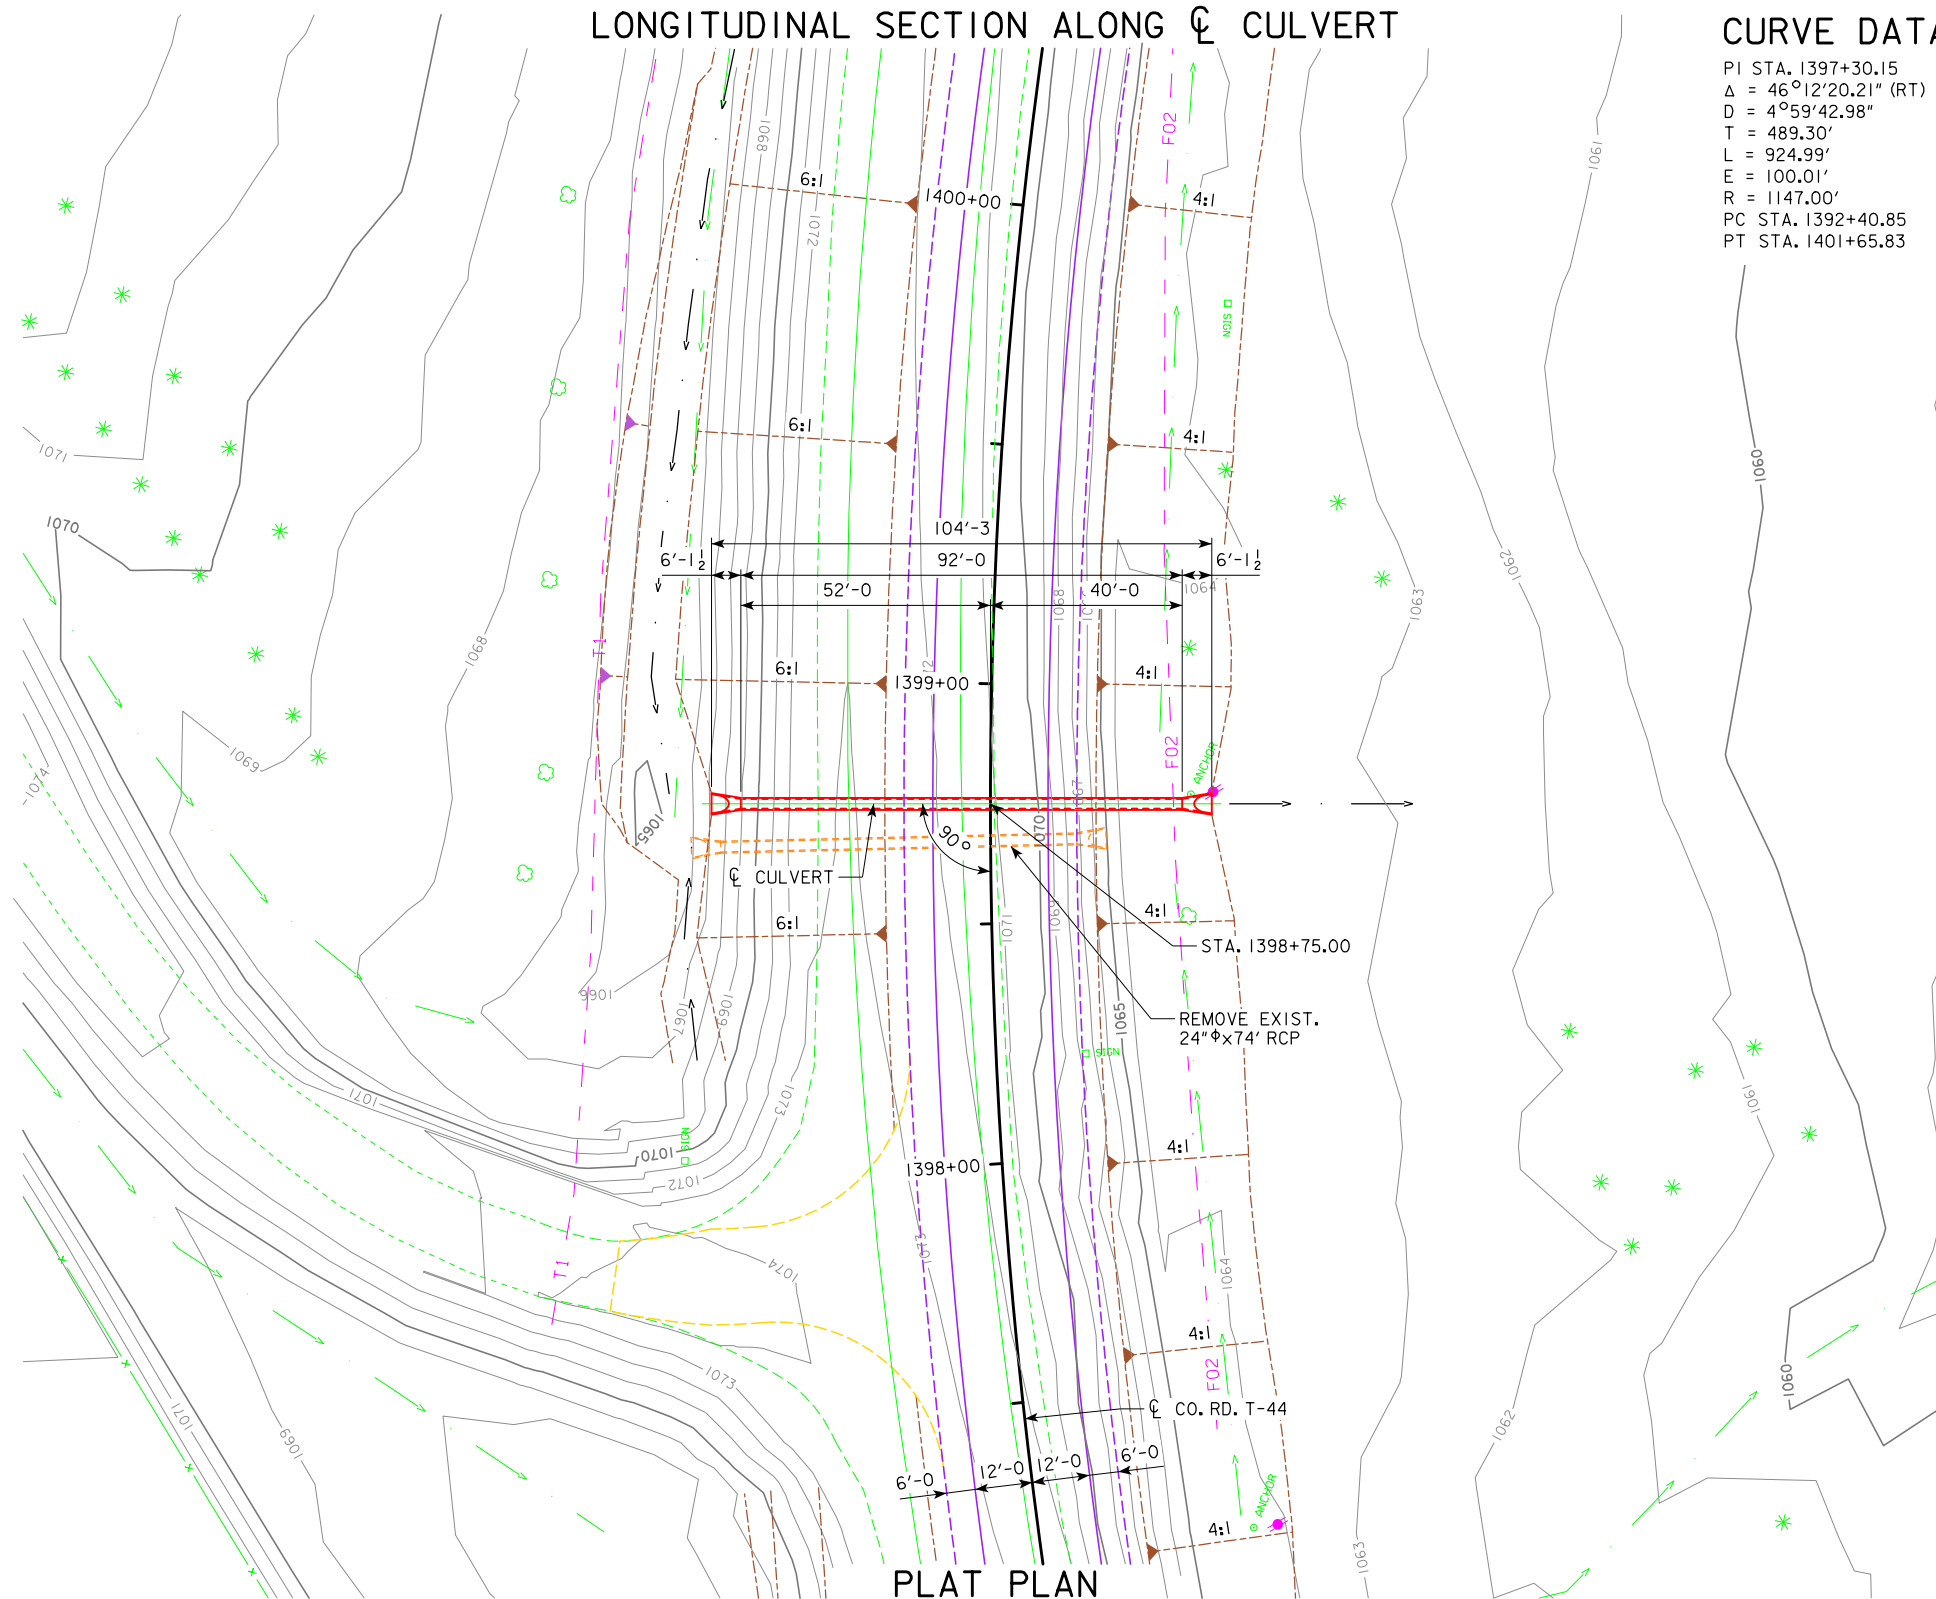 LONGITUDINAL SECTION ALONG ℄ CULVERT
CURVE DATA
PI STA. 1397+30.15
Δ = 46°12'20.21" (RT)
D = 4°59'42.98"
T = 489.30'
L = 924.99'
E = 100.01'
R = 1147.00'
PC STA. 1392+40.85
PT STA. 1401+65.83
1068
F02
1061
6:1
1400+00
4:1
1072
SIGN
6:1
4:1
1071
1060
1070
104'-3
6'-1 1/2
92'-0
6'-1 1/2
1062
52'-0
40'-0
1064
1063
1068
1068
T1
6:1
1399+00
4:1
1069
F02
ANCHOR
1074
1065
1070
90°
℄ CULVERT
6:1
4:1
1071
1069
STA. 1398+75.00
1066
1067
1069
1065
REMOVE EXIST.
24"ϕx74' RCP
SIGN
1071
1073
1061
SIGN
1070
1072
1398+00
4:1
1073
1074
1064
T1
4:1
1073
F02
1060
℄ CO. RD. T-44
1071
1069
1062
6'-0
12'-0
12'-0
6'-0
ANCHOR
4:1
1063
PLAT PLAN